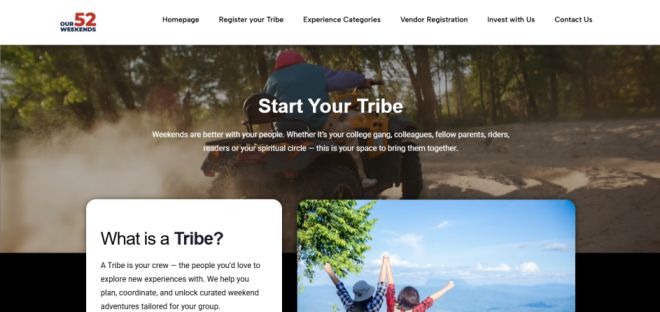 OUR 52
WEEKENDS
Homepage
Register your Tribe
Experience Categories
Vendor Registration
Invest with Us
Contact Us
Start Your Tribe
Weekends are better with your people. Whether it's your college gang, colleagues, fellow parents, riders,
readers or your spiritual circle — this is your space to bring them together.
What is a Tribe?
A Tribe is your crew — the people you'd love to
explore new experiences with. We help you
plan, coordinate, and unlock curated weekend
adventures tailored for your group.